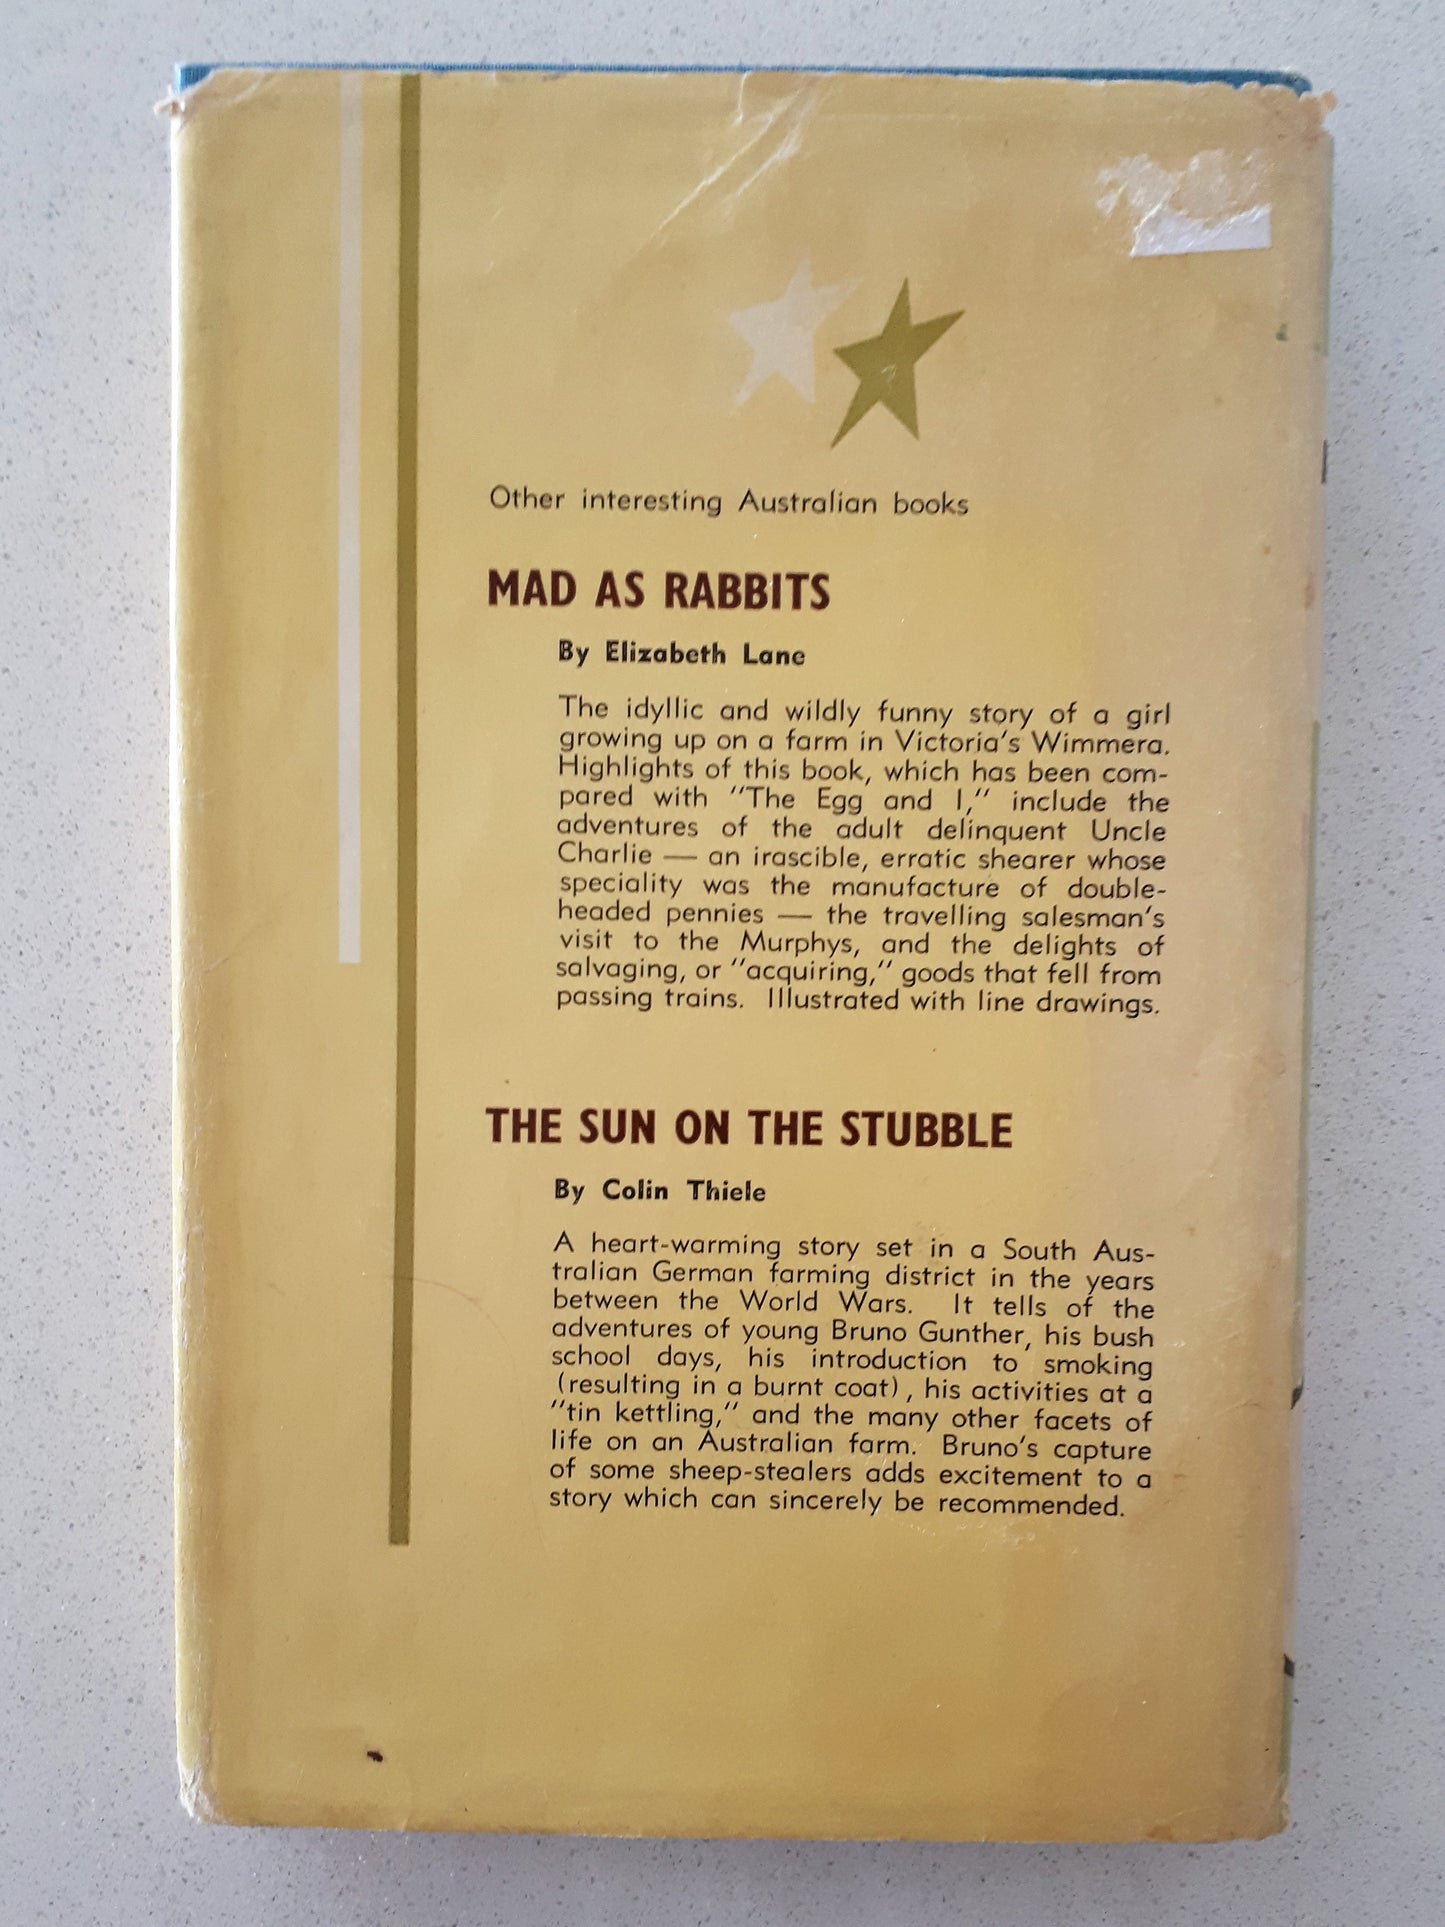 Other interesting Australian books
MAD AS RABBITS
By Elizabeth Lane
The idyllic and wildly funny story of a girl
growing up on a farm in Victoria's Wimmera.
Highlights of this book, which has been com-
pared with "The Egg and I," include the
adventures of the adult delinquent Uncle
Charlie — an irascible, erratic shearer whose
speciality was the manufacture of double-
headed pennies — the travelling salesman's
visit to the Murphys, and the delights of
salvaging, or "acquiring," goods that fell from
passing trains. Illustrated with line drawings.
THE SUN ON THE STUBBLE
By Colin Thiele
A heart-warming story set in a South Aus-
tralian German farming district in the years
between the World Wars. It tells of the
adventures of young Bruno Gunther, his bush
school days, his introduction to smoking
(resulting in a burnt coat), his activities at a
"tin kettling," and the many other facets of
life on an Australian farm. Bruno's capture
of some sheep-stealers adds excitement to a
story which can sincerely be recommended.